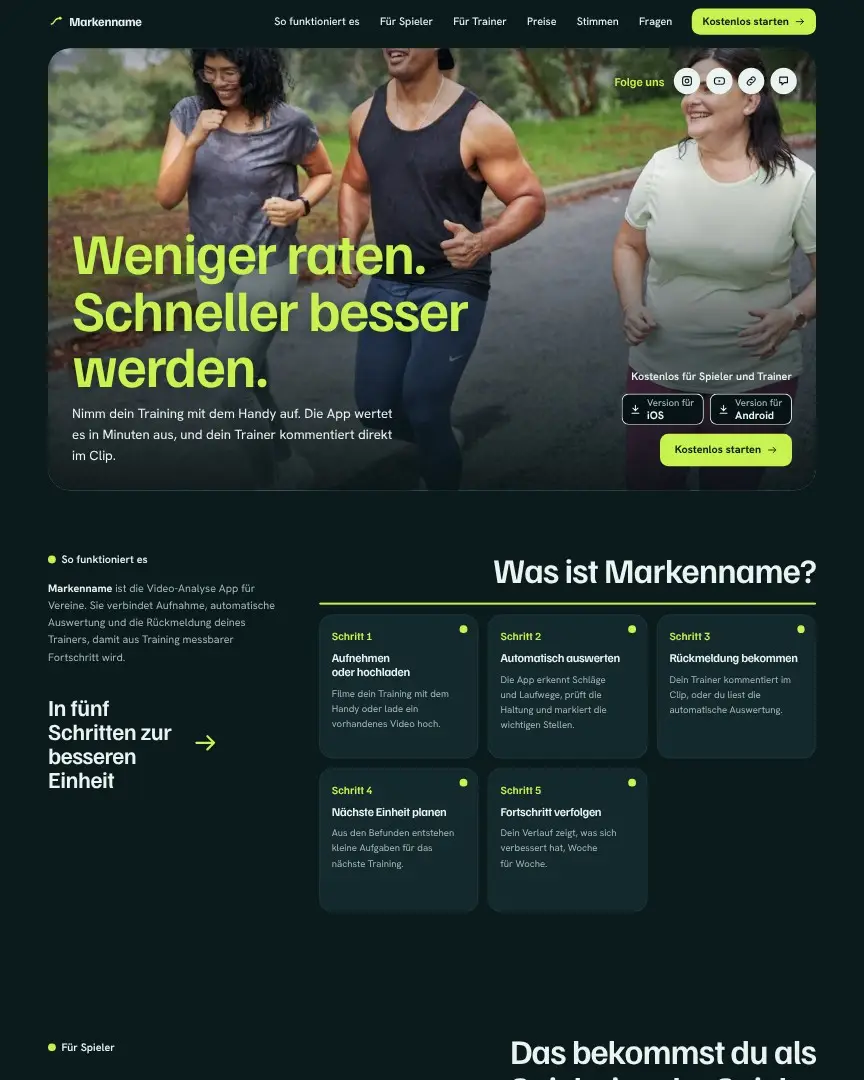 Markenname
So funktioniert es
Für Spieler
Für Trainer
Preise
Stimmen
Fragen
Kostenlos starten →
Folge uns
Weniger raten.
Schneller besser
werden.
Nimm dein Training mit dem Handy auf. Die App wertet
es in Minuten aus, und dein Trainer kommentiert direkt
im Clip.
Kostenlos für Spieler und Trainer
Version für
iOS
Version für
Android
Kostenlos starten →
So funktioniert es
Markenname ist die Video-Analyse App für
Vereine. Sie verbindet Aufnahme, automatische
Auswertung und die Rückmeldung deines
Trainers, damit aus Training messbarer
Fortschritt wird.
In fünf
Schritten zur
besseren
Einheit
→
Was ist Markenname?
Schritt 1
Aufnehmen
oder hochladen
Filme dein Training mit dem
Handy oder lade ein
vorhandenes Video hoch.
Schritt 2
Automatisch auswerten
Die App erkennt Schläge
und Laufwege, prüft die
Haltung und markiert die
wichtigen Stellen.
Schritt 3
Rückmeldung bekommen
Dein Trainer kommentiert im
Clip, oder du liest die
automatische Auswertung.
Schritt 4
Nächste Einheit planen
Aus den Befunden entstehen
kleine Aufgaben für das
nächste Training.
Schritt 5
Fortschritt verfolgen
Dein Verlauf zeigt, was sich
verbessert hat, Woche
für Woche.
Für Spieler
Das bekommst du als